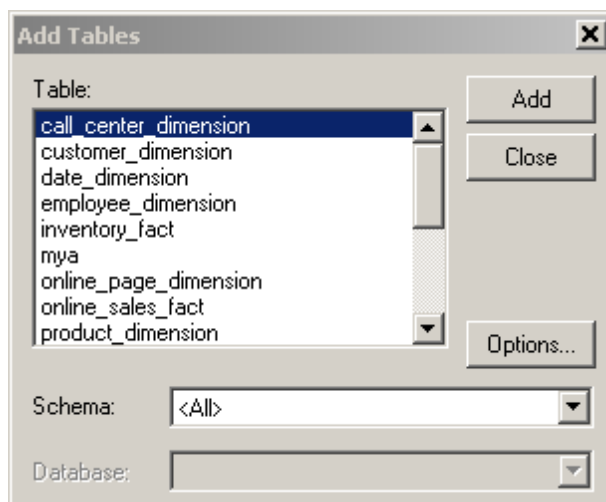 Add Tables
Table:
call_center_dimension
customer_dimension
date_dimension
employee_dimension
inventory_fact
mya
online_page_dimension
online_sales_fact
product_dimension
Add
Close
Options...
Schema:
<All>
Database: